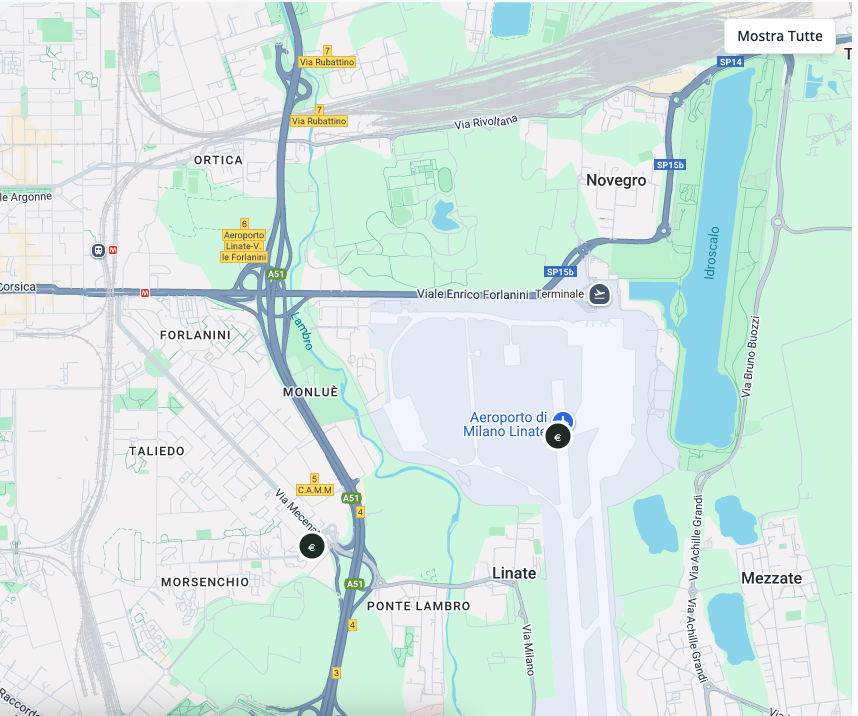 Mostra Tutte
7
Via Rubattino
SP14
T
7
Via Rubattino
Via Rivoltana
ORTICA
SP15b
Novegro
le Argonne
6
Aeroporto
Linate-V.
le Forlanini
Idroscalo
A51
SP15b
Corsica
Viale Enrico Forlanini
Terminale
FORLANINI
Lambro
Via Bruno Buozzi
MONLUÈ
Aeroporto di
Milano Linate
€
TALIEDO
5
C.A.M.M
A51
4
Via Mecenate
Via Achille Grandi
€
MORSENCHIO
A51
Linate
Mezzate
PONTE LAMBRO
4
Via Milano
Via Achille Grandi
3
Raccordo
Via